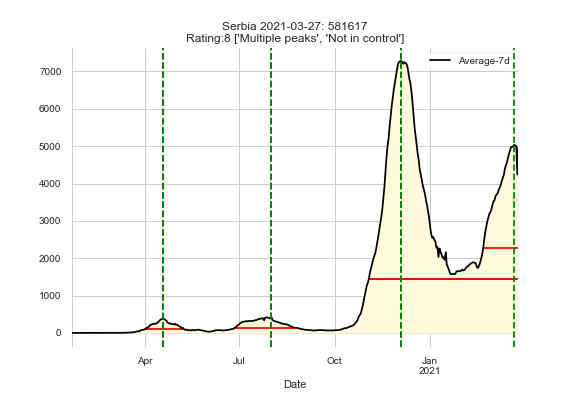 Serbia 2021-03-27: 581617
Rating:8 ['Multiple peaks', 'Not in control']
Average-7d
7000
6000
5000
4000
3000
2000
1000
0
Apr
Jul
Oct
Jan
2021
Date